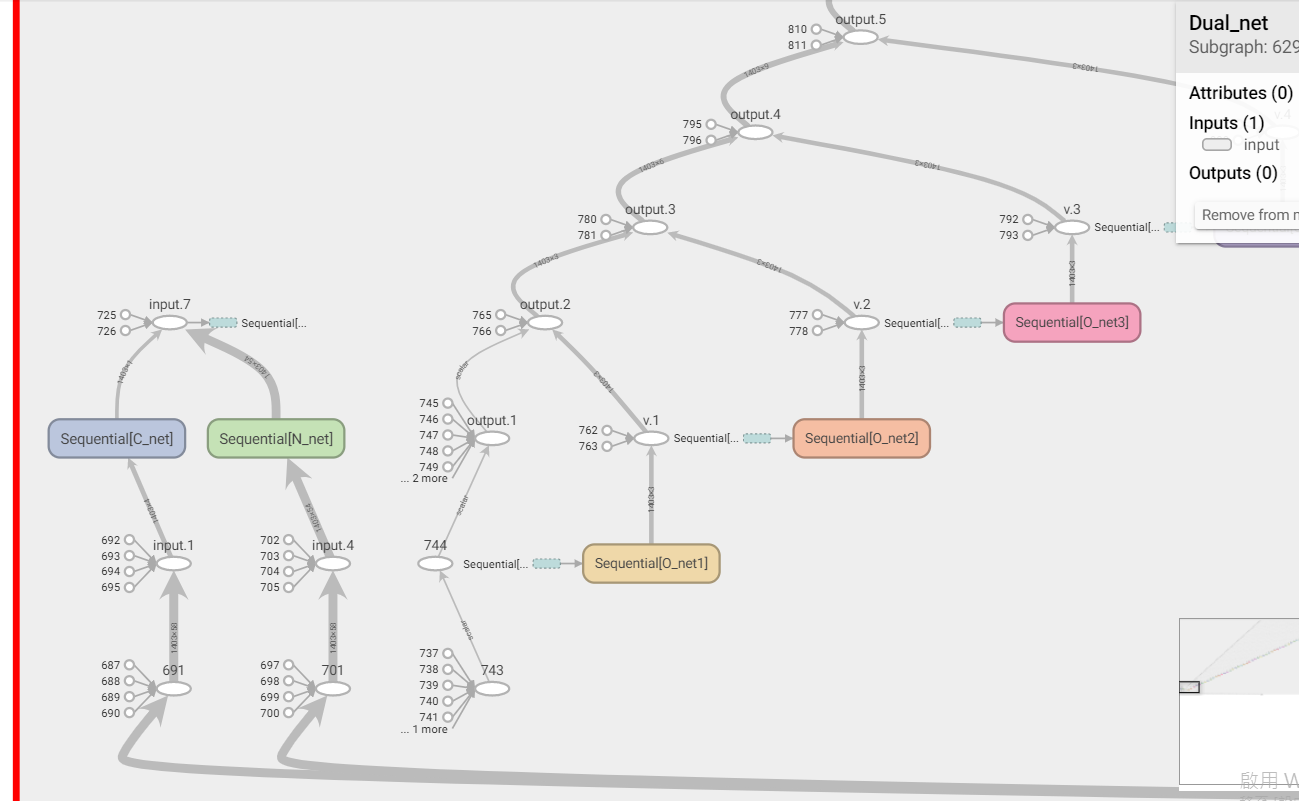 output.5
810
811
1403×9
1403×3
Dual_net
Subgraph: 629
Attributes (0)
Inputs (1)
input
Outputs (0)
Remove from m
v.4
output.4
795
796
1403×6
1403×3
output.3
780
781
1403×3
1403×3
v.3
792
793
Sequential[...
1403×3
input.7
725
726
Sequential[...
output.2
765
766
v.2
777
778
Sequential[...
Sequential[O_net3]
1403×1
1403×54
scalar
1403×3
1403×3
Sequential[C_net]
Sequential[N_net]
745
746
747
748
749
... 2 more
output.1
v.1
762
763
Sequential[...
Sequential[O_net2]
1403×4
1403×54
scalar
1403×3
692
693
694
695
input.1
702
703
704
705
input.4
744
Sequential[...
Sequential[O_net1]
1403×58
1403×58
scalar
687
688
689
690
691
697
698
699
700
701
737
738
739
740
741
... 1 more
743
啟用 W